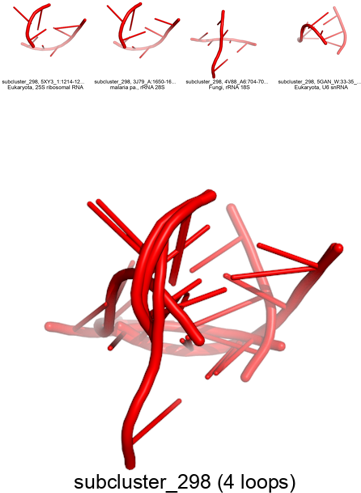 subcluster_298, 5XY3_1:1214-12...
Eukaryota, 25S ribosomal RNA
subcluster_298, 3J79_A:1650-16...
malaria pa., rRNA 28S
subcluster_298, 4V88_A6:704-70...
Fungi, rRNA 18S
subcluster_298, 5GAN_W:33-35_...
Eukaryota, U6 snRNA
subcluster_298 (4 loops)